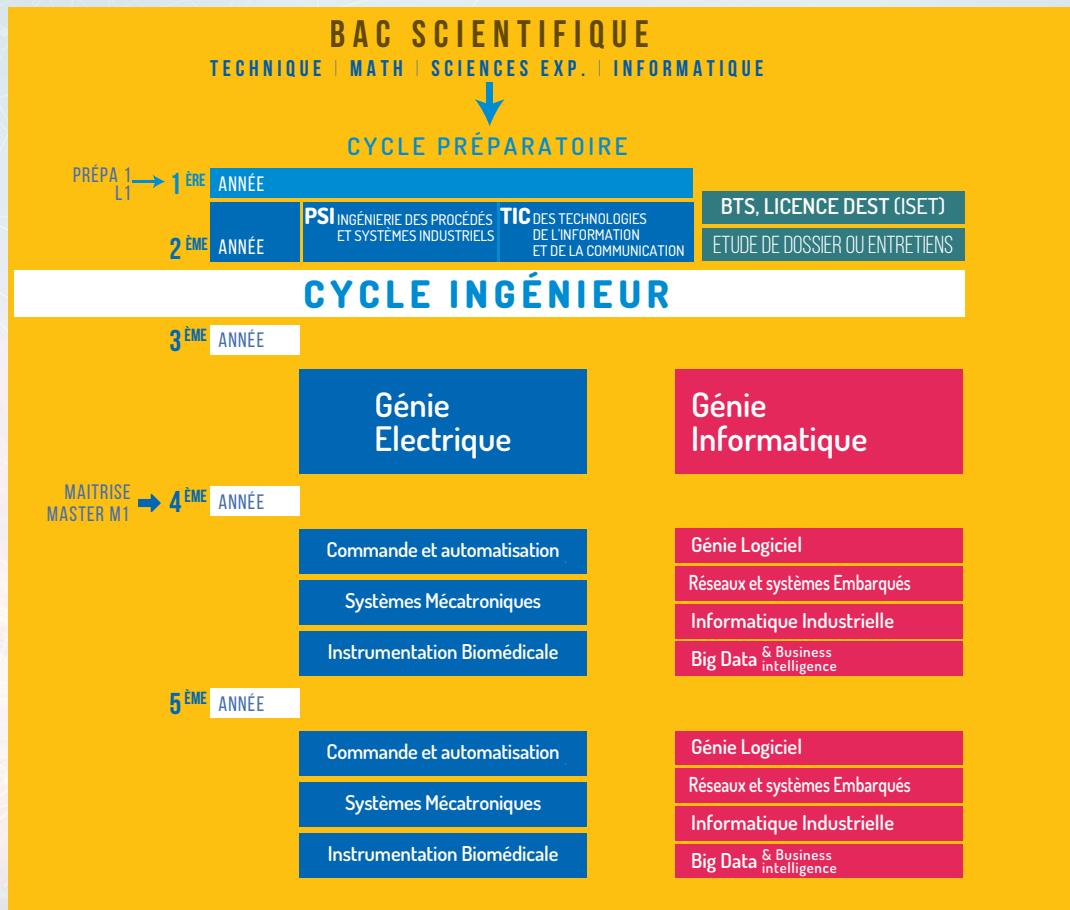 BAC SCIENTIFIQUE
TECHNIQUE | MATH | SCIENCES EXP. | INFORMATIQUE
CYCLE PRÉPARATOIRE
PRÉPA 1
L1
1 ÈRE ANNÉE
2 ÈME ANNÉE
PSI INGÉNIERIE DES PROCÉDÉS
ET SYSTÈMES INDUSTRIELS
TIC DES TECHNOLOGIES
DE L'INFORMATION
ET DE LA COMMUNICATION
BTS, LICENCE DEST (ISET)
ETUDE DE DOSSIER OU ENTRETIENS
CYCLE INGÉNIEUR
3 ÈME ANNÉE
Génie
Electrique
Génie
Informatique
MAITRISE
MASTER M1
4 ÈME ANNÉE
Commande et automatisation
Systèmes Mécatroniques
Instrumentation Biomédicale
Génie Logiciel
Réseaux et systèmes Embarqués
Informatique Industrielle
Big Data & Business
intelligence
5 ÈME ANNÉE
Commande et automatisation
Systèmes Mécatroniques
Instrumentation Biomédicale
Génie Logiciel
Réseaux et systèmes Embarqués
Informatique Industrielle
Big Data & Business
intelligence